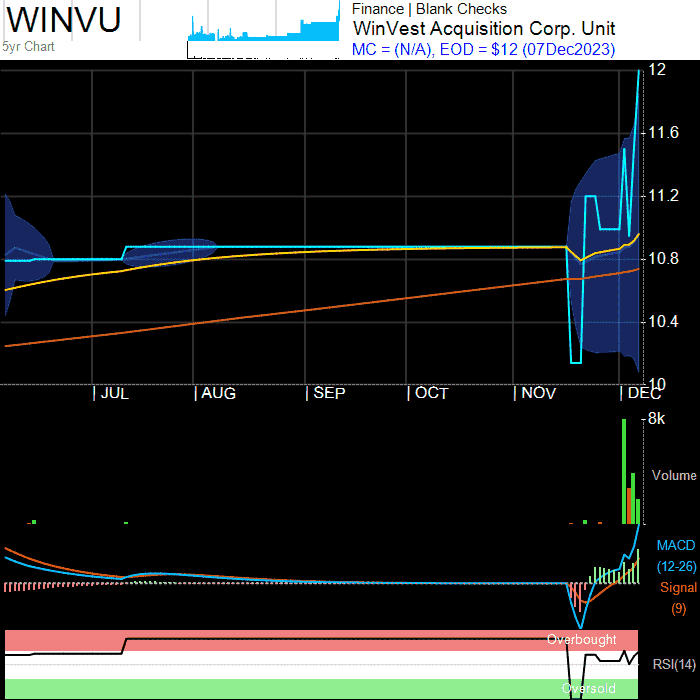 WINVU
5yr Chart
Finance | Blank Checks
WinVest Acquisition Corp. Unit
MC = (N/A), EOD = $12 (07Dec2023)
12
11.6
11.2
10.8
10.4
10
JUL AUG SEP OCT NOV DEC
8k
Volume
MACD
(12-26)
Signal
(9)
Overbought
RSI(14)
Oversold